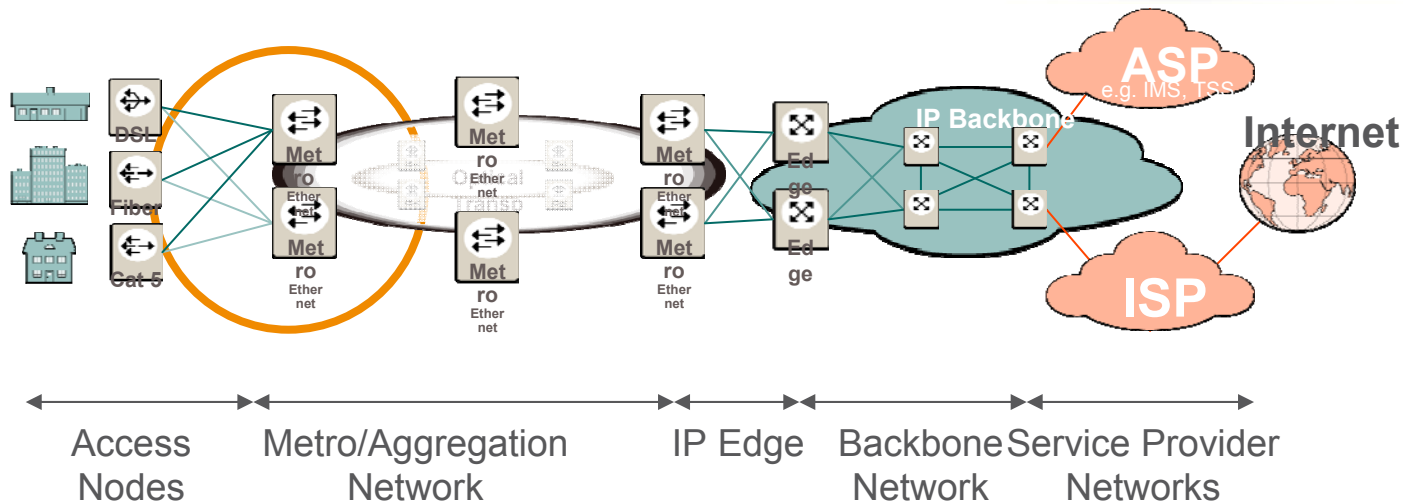 ASP
e.g. IMS, TSS
IP Backbone
Internet
DSL
Met
ro
Ether
net
Met
ro
Ether
net
Met
ro
Ether
net
Ed
ge
Optical
Fiber
Cat 5
Met
ro
Ether
net
Met
ro
Ether
net
Met
ro
Ether
net
Ed
ge
ISP
Access
Nodes
Metro/Aggregation
Network
IP Edge
Backbone
Network
Service Provider
Networks